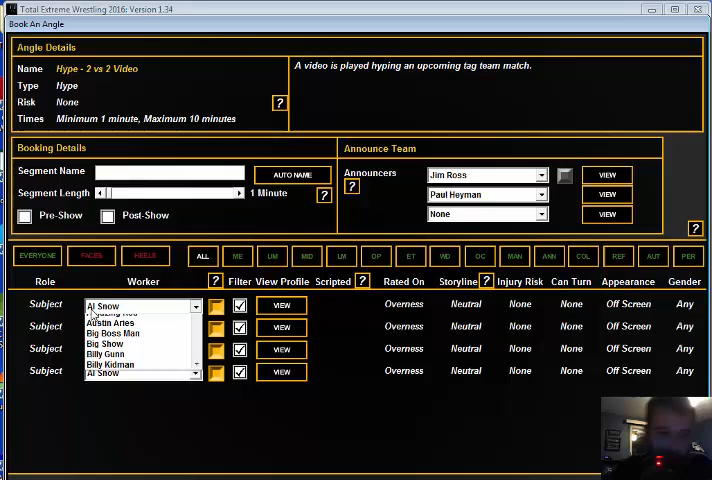 Total Extreme Wrestling 2016: Version 1.34
Book An Angle
Angle Details
Name Hype - 2 vs 2 Video
Type Hype
Risk None ?
Times Minimum 1 minute, Maximum 10 minutes
A video is played hyping an upcoming tag team match.
Booking Details
Segment Name AUTO NAME
Segment Length 1 Minute ?
Pre-Show Post-Show
Announce Team
Announcers Jim Ross VIEW
? Paul Heyman VIEW
None VIEW
?
EVERYONE FACES HEELS ALL ME UM MID LM OP ET WD OC MAN ANN COL REF AUT PER
Role Worker ? Filter View Profile Scripted ? Rated On Storyline ? Injury Risk Can Turn Appearance Gender
Subject Al Snow VIEW Overness Neutral None None Off Screen Any
Austin Aries
Subject VIEW Overness Neutral None None Off Screen Any
Big Boss Man
Big Show
Subject VIEW Overness Neutral None None Off Screen Any
Billy Gunn
Billy Kidman
Subject Al Snow VIEW Overness Neutral None None Off Screen Any